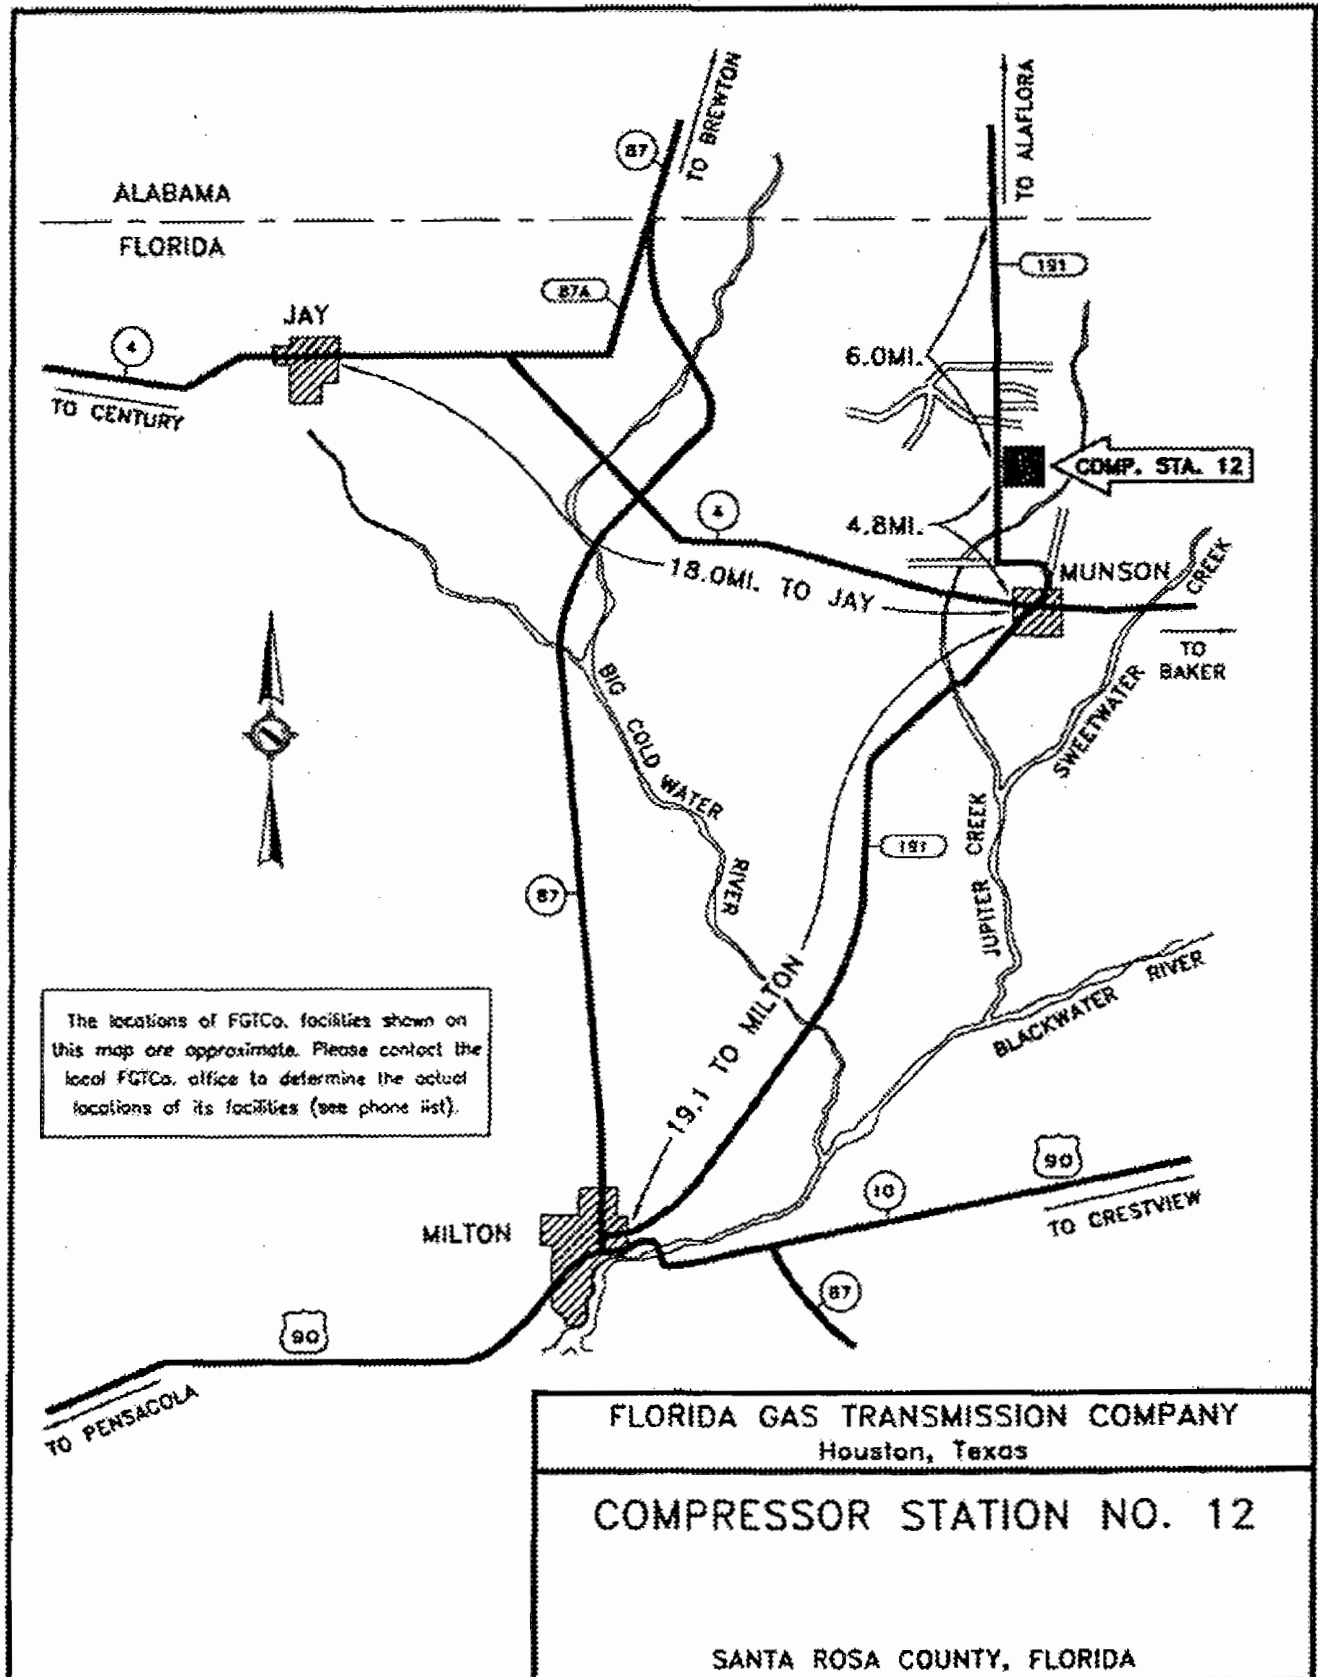 TO BREWTON
TO ALAFLORA
87
ALABAMA
FLORIDA
191
87A
JAY
4
6.0MI.
TO CENTURY
COMP. STA. 12
4
4.8MI.
18.0MI. TO JAY
MUNSON
CREEK
SWEETWATER
TO
BAKER
BIG
COLD
WATER
RIVER
CREEK
JUPITER
191
87
19.1 TO MILTON
BLACKWATER
RIVER
The locations of FGTCo. facilities shown on
this map are approximate. Please contact the
local FGTCo. office to determine the actual
locations of its facilities (see phone list).
90
10
TO CRESTVIEW
MILTON
87
90
TO PENSACOLA
FLORIDA GAS TRANSMISSION COMPANY
Houston, Texas
COMPRESSOR STATION NO. 12
SANTA ROSA COUNTY, FLORIDA